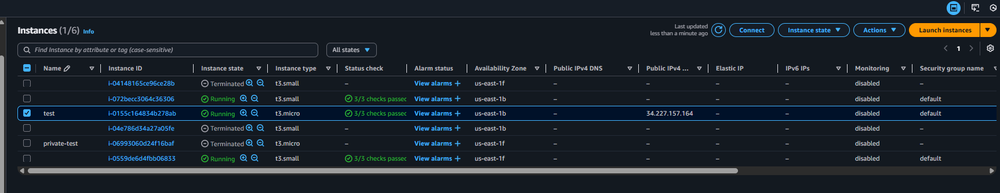 Instances (1/6) Info
Last updated
less than a minute ago
Connect
Instance state
Actions
Launch instances
Find Instance by attribute or tag (case-sensitive)
All states
1
Name Instance ID Instance state Instance type Status check Alarm status Availability Zone Public IPv4 DNS Public IPv4 ... Elastic IP IPv6 IPs Monitoring Security group name
i-04148165ce96ce28b Terminated t3.small – View alarms + us-east-1f – – – – disabled –
i-072becc3064c36306 Running t3.small 3/3 checks passec View alarms + us-east-1b – – – – disabled default
test i-0155c164834b278ab Running t3.micro 3/3 checks passec View alarms + us-east-1b – 34.227.157.164 – – disabled default
i-04e786d34a27a05fe Terminated t3.small – View alarms + us-east-1b – – – – disabled –
private-test i-06993060d24f16baf Terminated t3.micro – View alarms + us-east-1f – – – – disabled –
i-0559de6d4fbb06833 Running t3.small 3/3 checks passec View alarms + us-east-1f – – – – disabled default